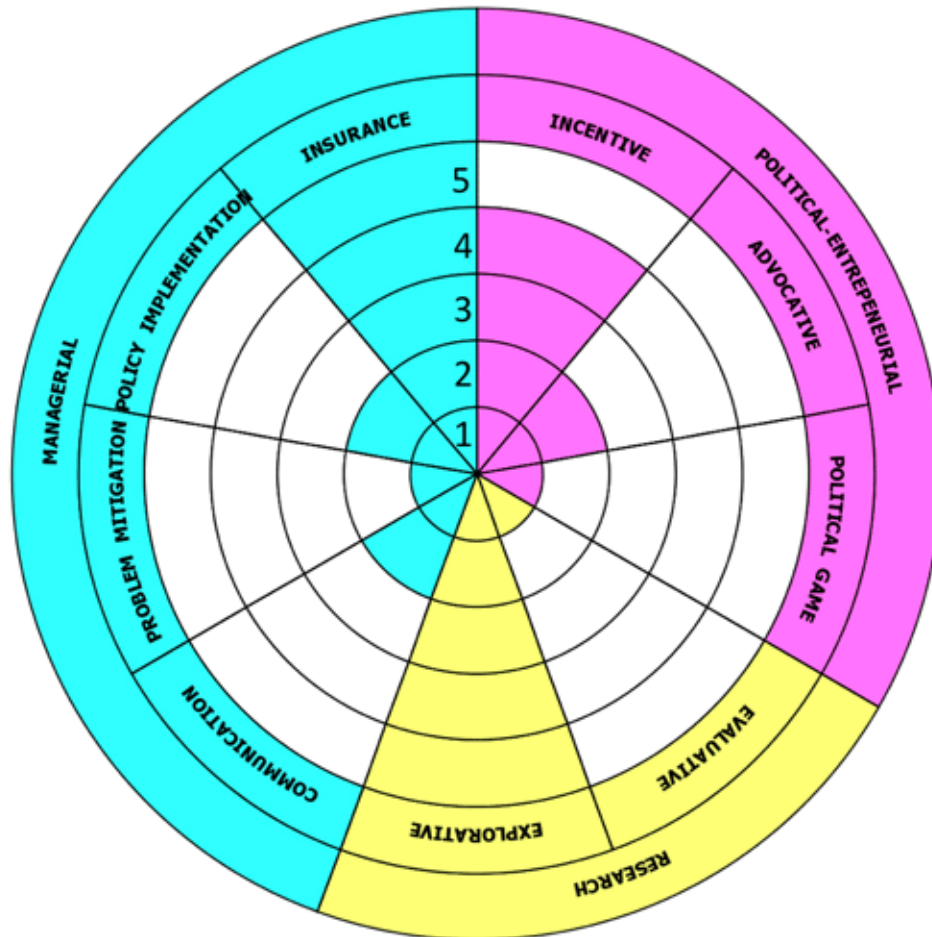 INSURANCE
INCENTIVE
5
4
3
2
1
POLICY IMPLEMENTATION
POLITICAL-ENTREPENEURIAL
ADVOCATIVE
MANAGERIAL
PROBLEM MITIGATION
POLITICAL GAME
COMMUNICATION
EVALUATIVE
EXPLORATIVE
RESEARCH